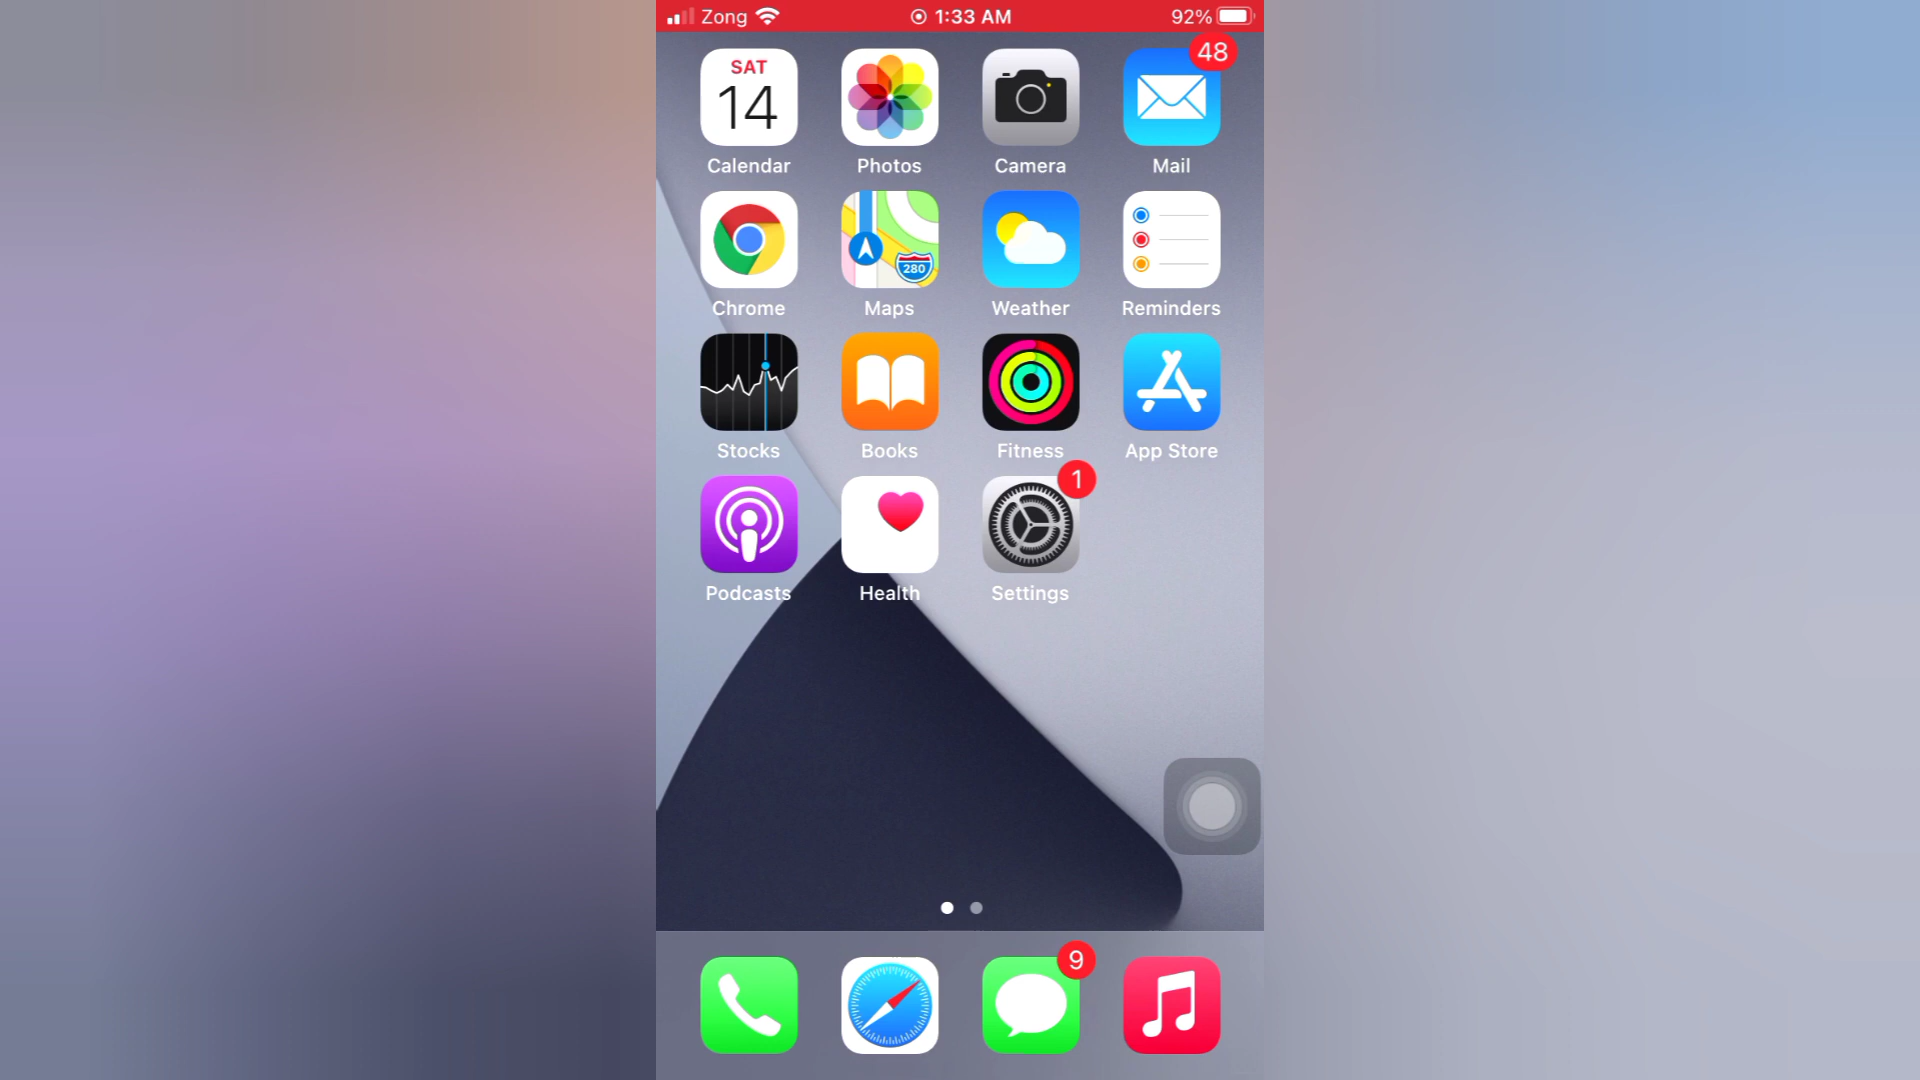 Zong 1:33 AM 92%
48
SAT
14
Calendar Photos Camera Mail
280
Chrome Maps Weather Reminders
Stocks Books Fitness App Store
1
Podcasts Health Settings
9